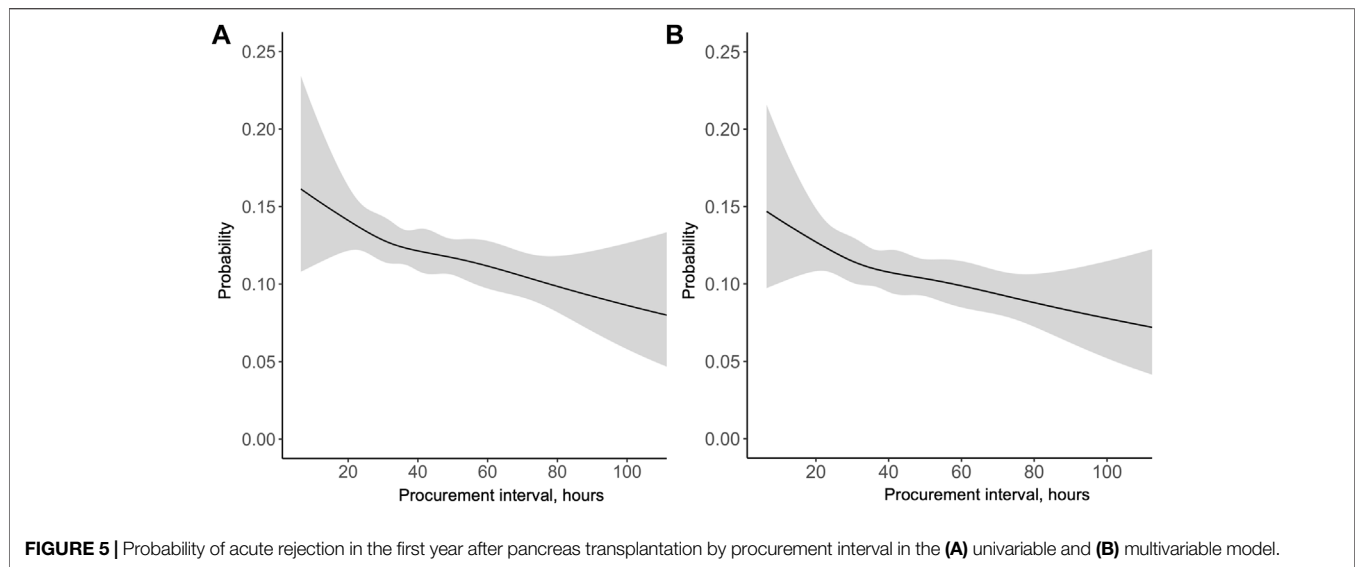 A
0.25
0.20
0.15
0.10
0.05
0.00
Probability
20 40 60 80 100
Procurement interval, hours
B
0.25
0.20
0.15
0.10
0.05
0.00
Probability
20 40 60 80 100
Procurement interval, hours
FIGURE 5 | Probability of acute rejection in the first year after pancreas transplantation by procurement interval in the (A) univariable and (B) multivariable model.